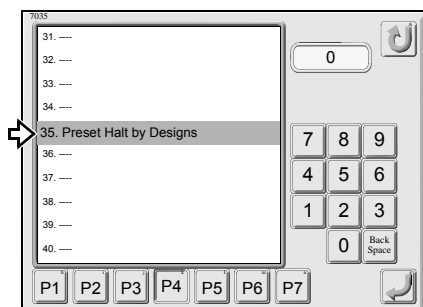 7035
31. ----
32. ----
33. ----
34. ----
35. Preset Halt by Designs
36. ----
37. ----
38. ----
39. ----
40. ----
0
7 8 9
4 5 6
1 2 3
0 Back
Space
P1 P2 P3 P4 P5 P6 P7